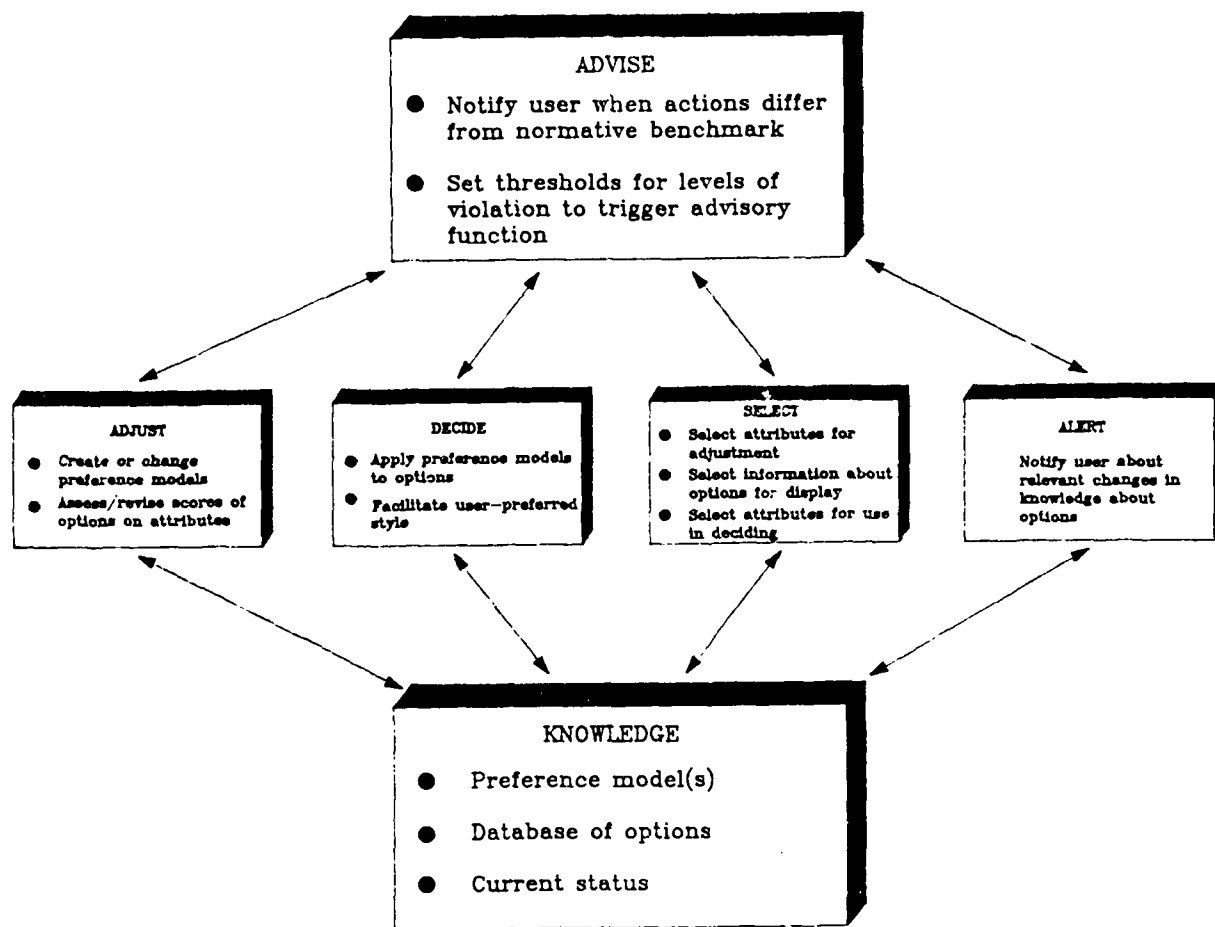 ADVISE
● Notify user when actions differ
from normative benchmark
● Set thresholds for levels of
violation to trigger advisory
function
ADJUST
● Create or change
preference models
● Assess/revise scores of
options on attributes
DECIDE
● Apply preference models
to options
● Facilitate user-preferred
style
SELECT
● Select attributes for
adjustment
● Select information about
options for display
● Select attributes for use
in deciding
ALERT
Notify user about
relevant changes in
knowledge about
options
KNOWLEDGE
● Preference model(s)
● Database of options
● Current status